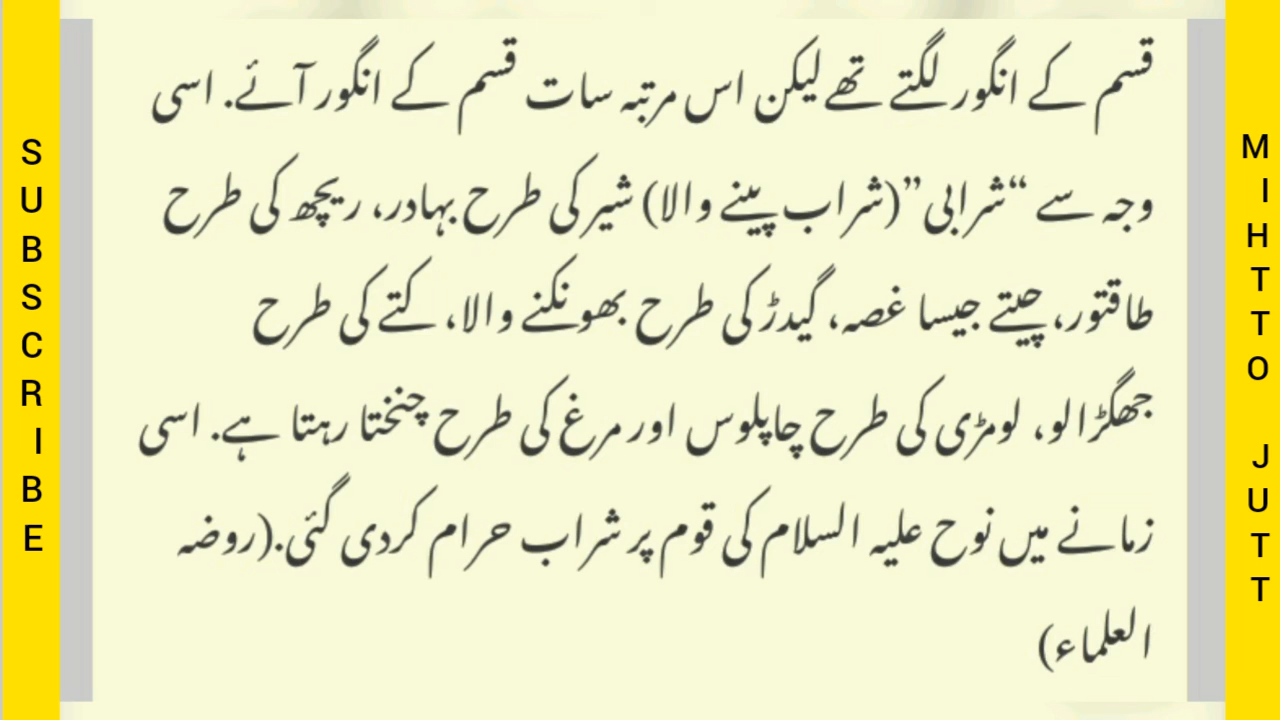 قسم کے انگور لگتے تھے لیکن اس مرتبہ سات قسم کے انگور آئے. اسی
وجہ سے “شرابی”(شراب پینے والا) شیر کی طرح بہادر، ریچھ کی طرح
طاقتور، چیتے جیسا غصہ، گیدڑ کی طرح بھونکنے والا، کتے کی طرح
جھگڑالو، لومڑی کی طرح چاپلوس اور مرغ کی طرح چنختا رہتا ہے. اسی
زمانے میں نوح علیہ السلام کی قوم پر شراب حرام کردی گئی.(روضہ
العلماء)
SUBSCRIBE
MIHTTO JUTT